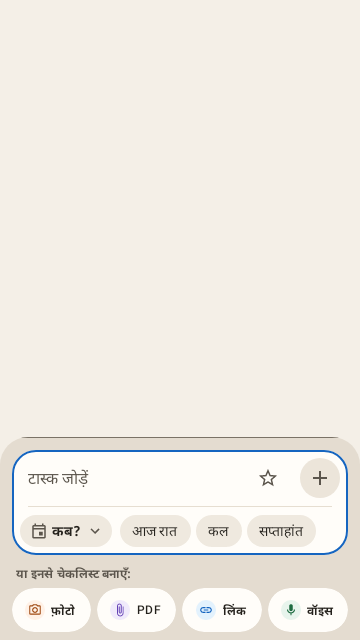 टास्क जोड़ें
कब?
आज रात
कल
सप्ताहांत
या इनसे चेकलिस्ट बनाएँ:
फ़ोटो
PDF
लिंक
वॉइस